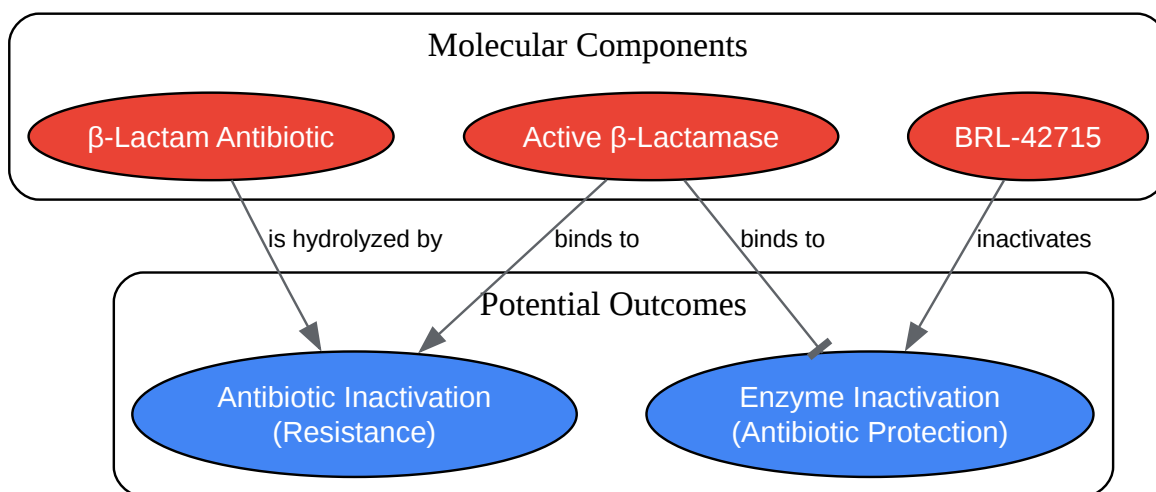 Molecular Components
β-Lactam Antibiotic
Active β-Lactamase
BRL-42715
is hydrolyzed by
binds to
binds to
inactivates
Potential Outcomes
Antibiotic Inactivation
(Resistance)
Enzyme Inactivation
(Antibiotic Protection)